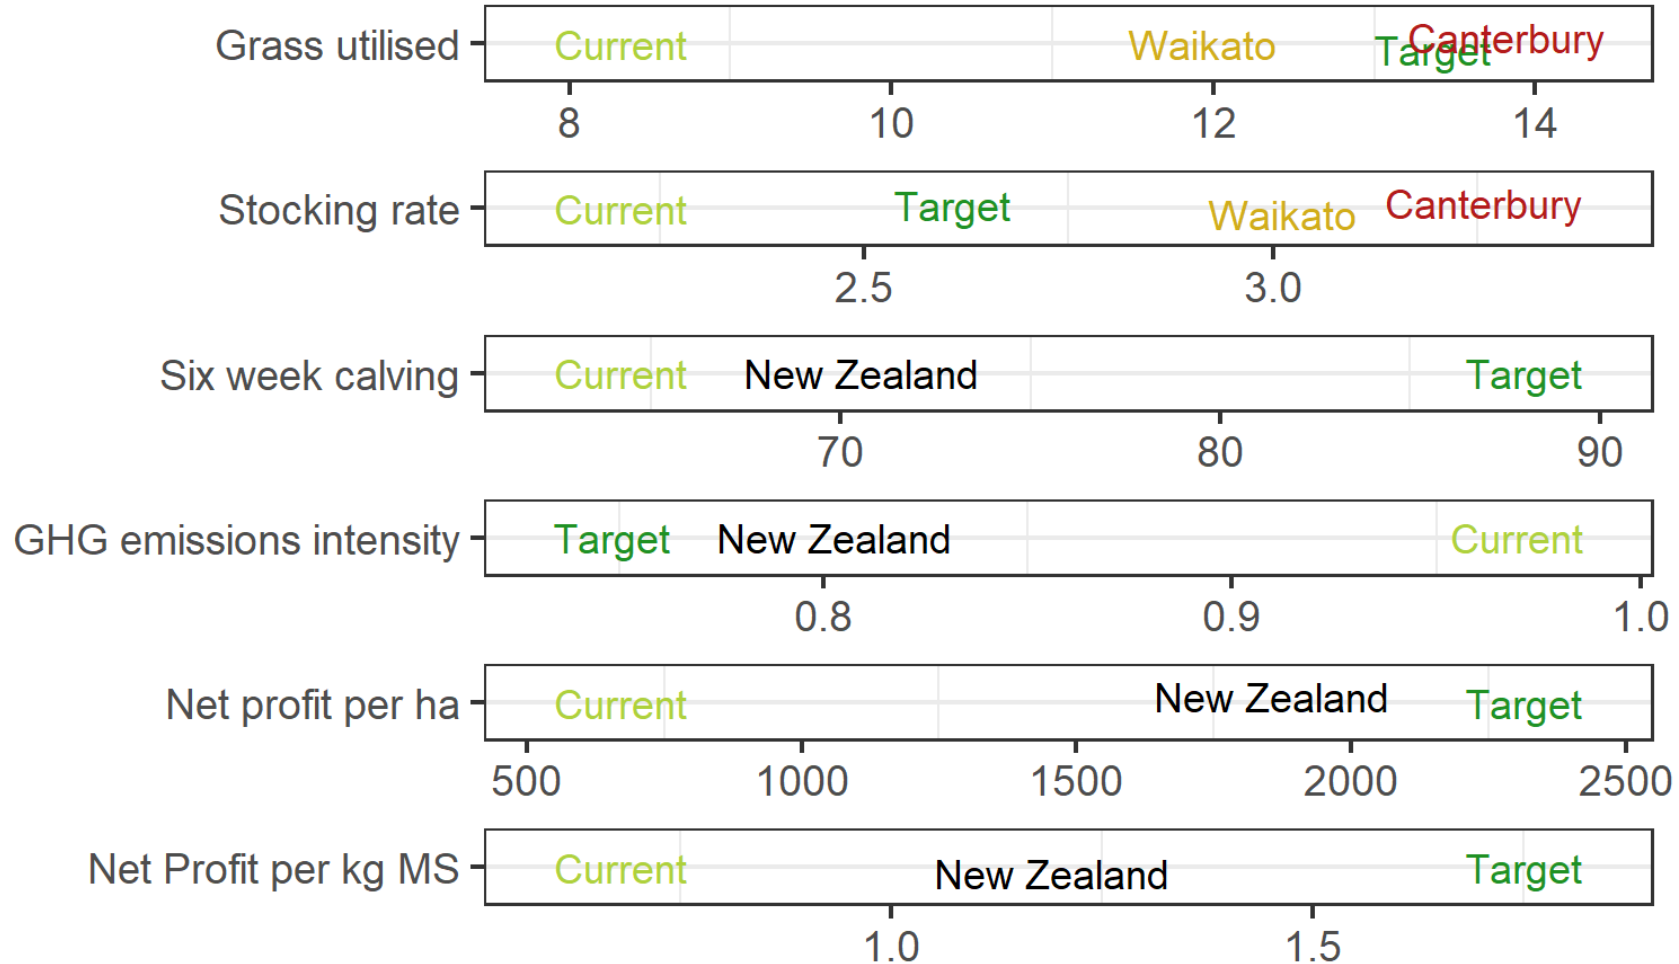 Grass utilised Current Waikato Target Canterbury
8 10 12 14
Stocking rate Current Target Waikato Canterbury
2.5 3.0
Six week calving Current New Zealand Target
70 80 90
GHG emissions intensity Target New Zealand Current
0.8 0.9 1.0
Net profit per ha Current New Zealand Target
500 1000 1500 2000 2500
Net Profit per kg MS Current New Zealand Target
1.0 1.5